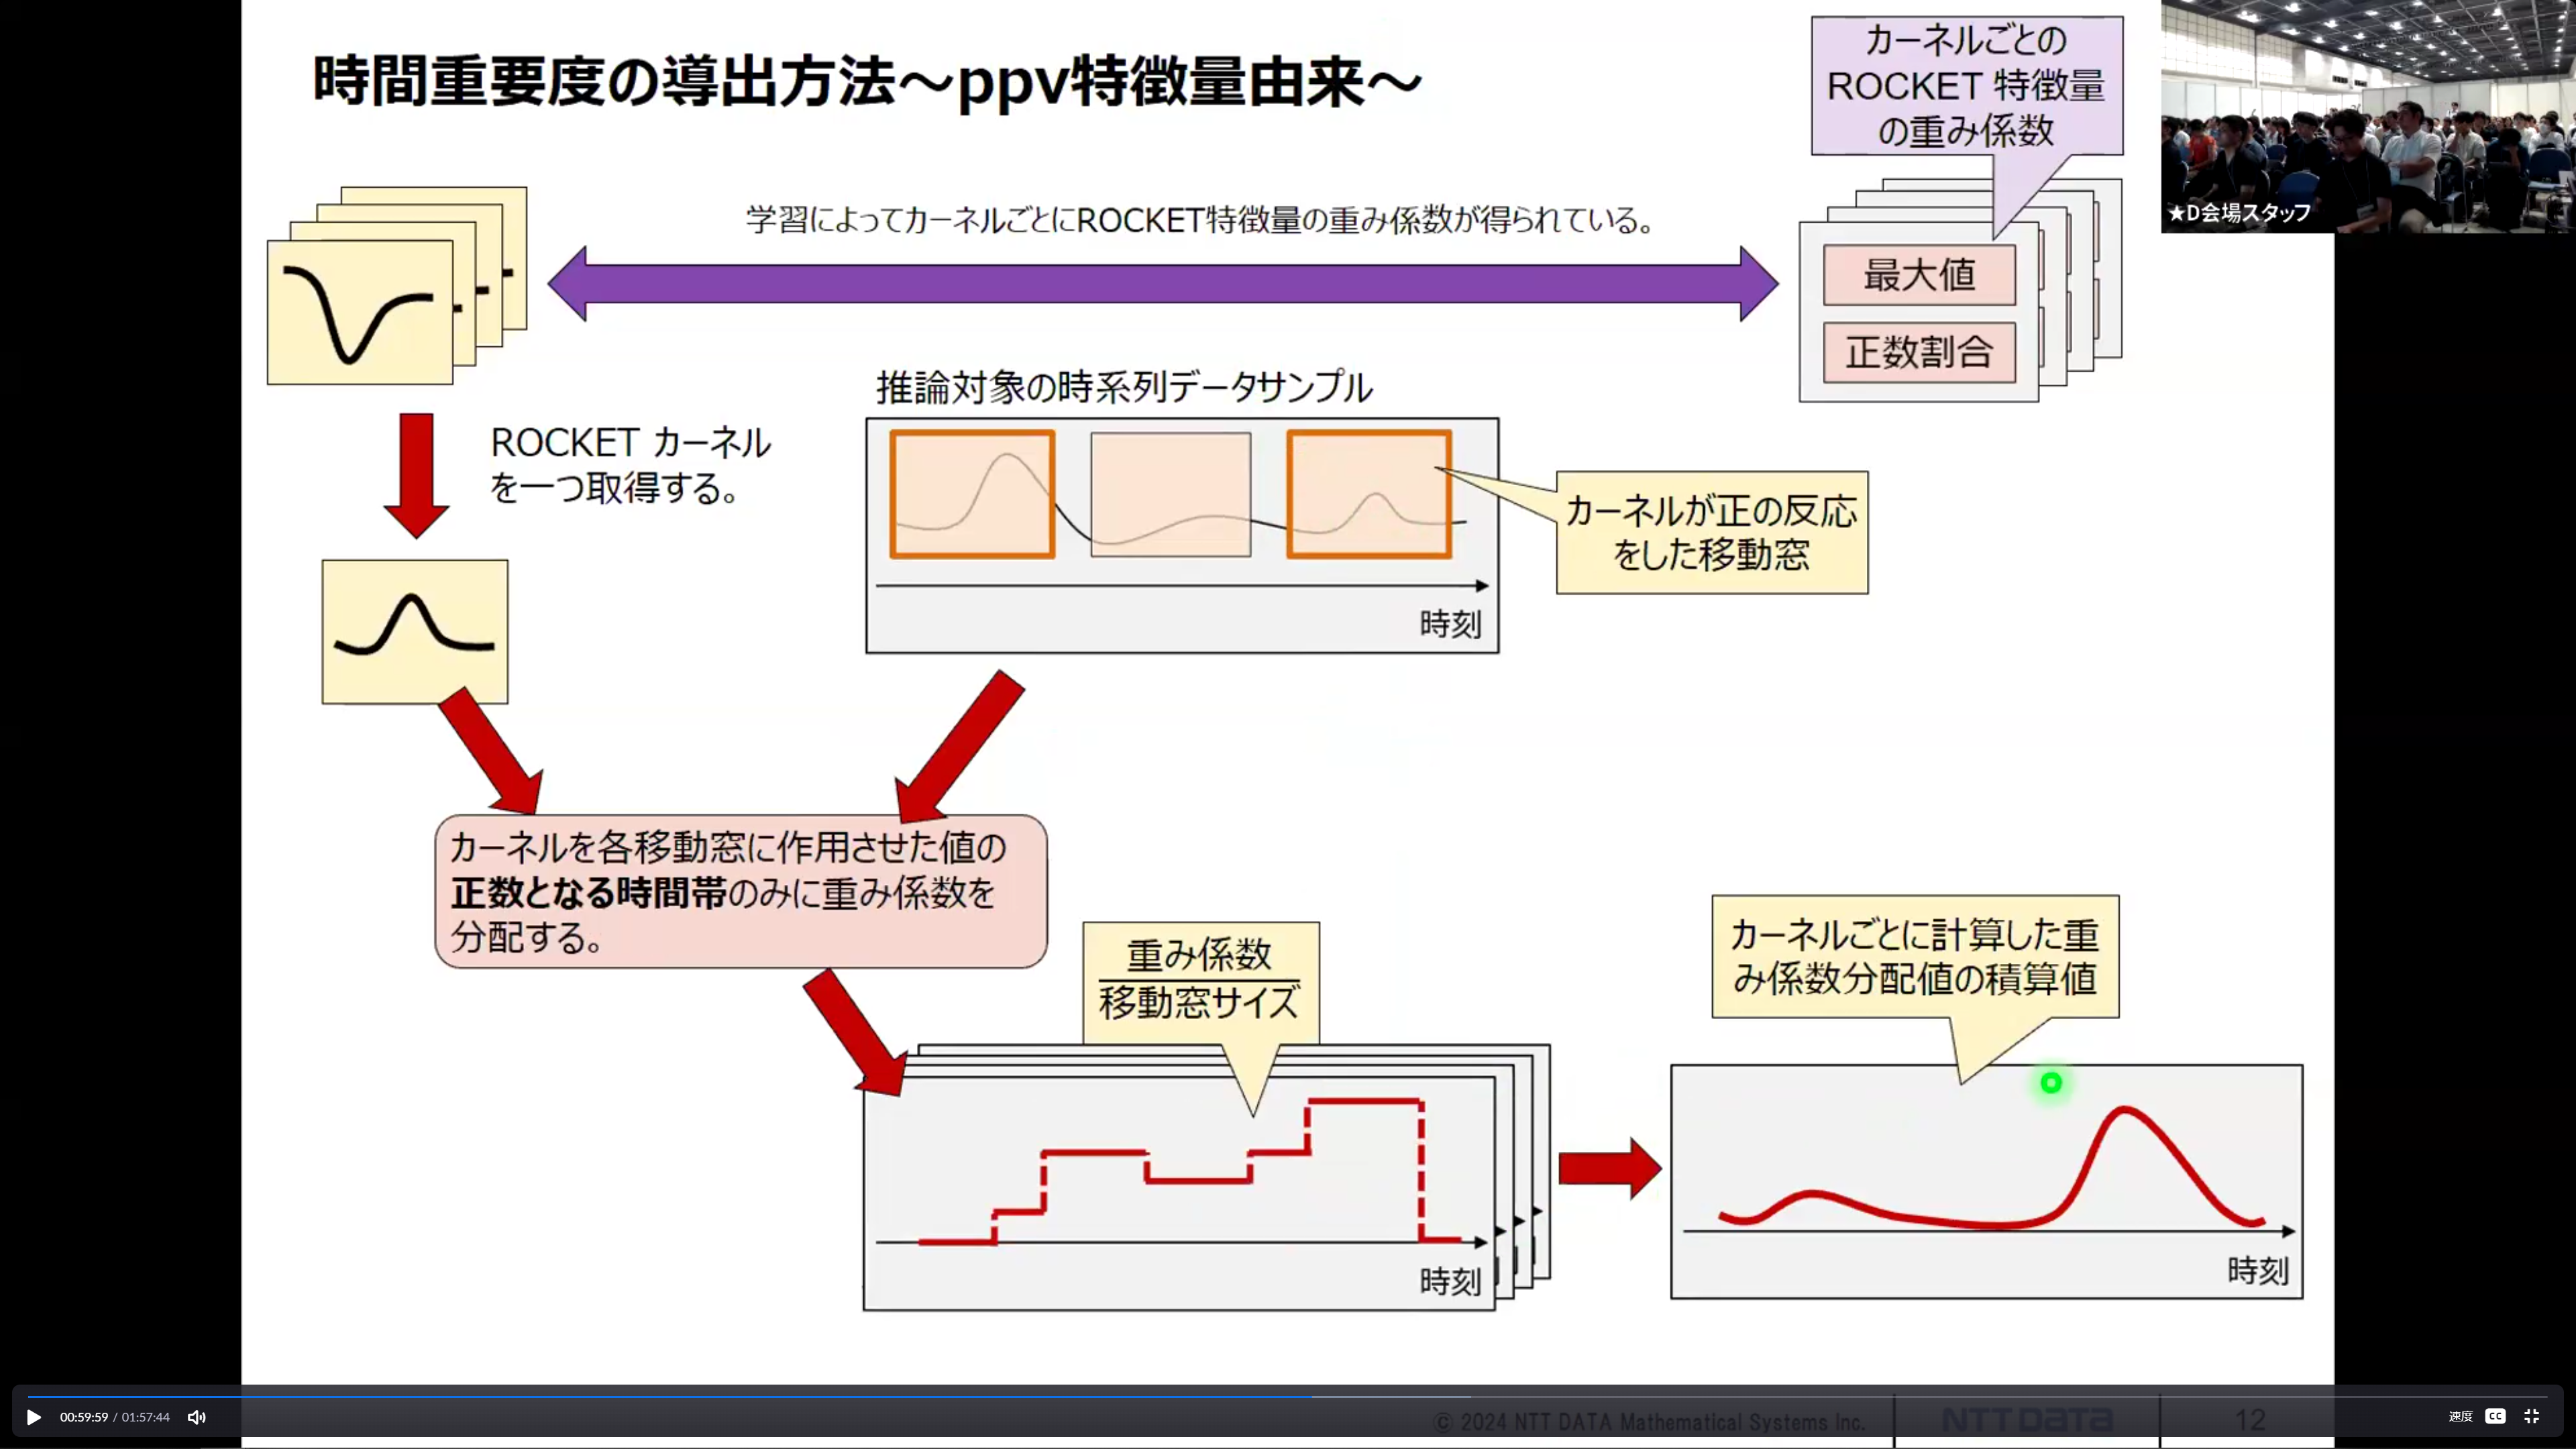 時間重要度の導出方法～ppv特徴量由来～
カーネルごとの
ROCKET 特徴量
の重み係数
★D会場スタッフ
学習によってカーネルごとにROCKET特徴量の重み係数が得られている。
最大値
正数割合
推論対象の時系列データサンプル
ROCKET カーネル
を一つ取得する。
カーネルが正の反応
をした移動窓
時刻
カーネルを各移動窓に作用させた値の
正数となる時間帯のみに重み係数を
分配する。
重み係数
移動窓サイズ
カーネルごとに計算した重
み係数分配値の積算値
時刻
時刻
00:59:59 / 01:57:44
© 2024 NTT DATA Mathematical Systems Inc.
NTT DATA
12
速度
CC